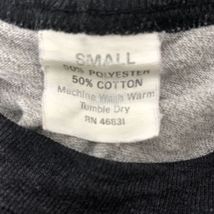 SMALL
50% POLYESTER
50% COTTON
Machine Wash Warm
Tumble Dry
RN 46831